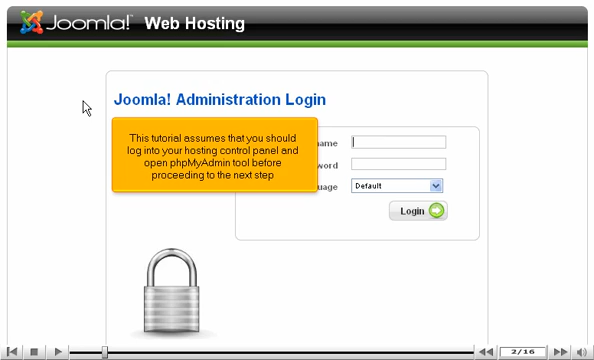 Joomla! Web Hosting
Joomla! Administration Login
This tutorial assumes that you should
log into your hosting control panel and
open phpMyAdmin tool before
proceeding to the next step
name
word
uage Default
Login
2/16